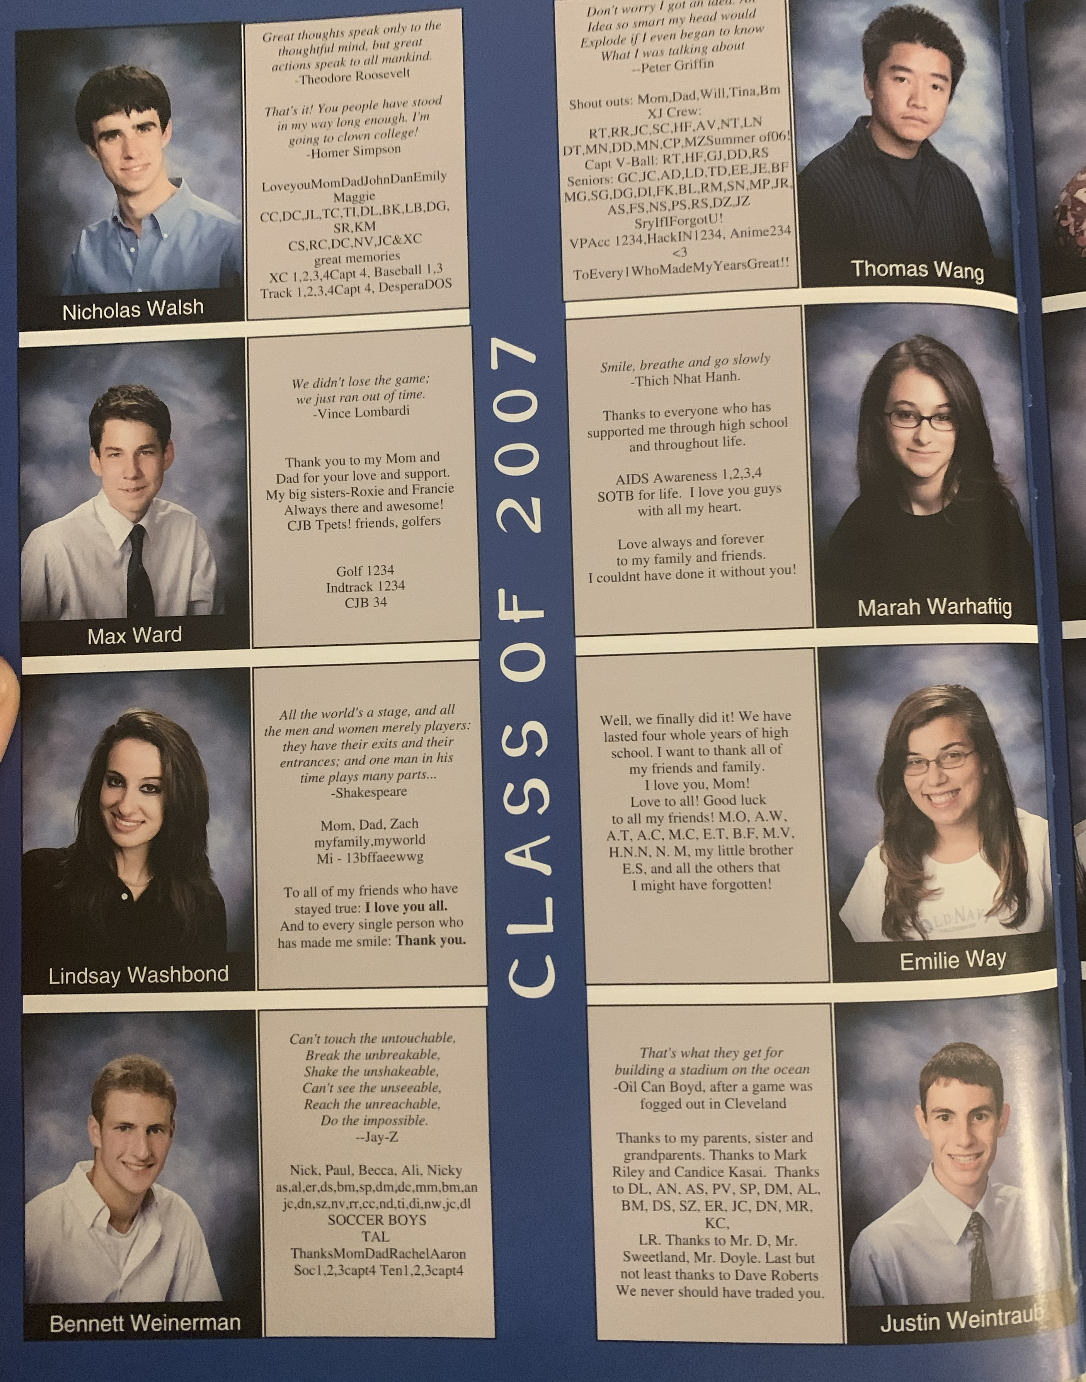 Great thoughts speak only to the
thoughtful mind, but great
actions speak to all mankind.
-Theodore Roosevelt
That's it! You people have stood
in my way long enough. I'm
going to clown college!
-Homer Simpson
LoveyouMomDadJohnDanEmily
Maggie
CC,DC,JL,TC,TI,DL,BK,LB,DG,
SR,KM
CS,RC,DC,NV,JC&XC
great memories
XC 1,2,3,4Capt 4, Baseball 1,3
Track 1,2,3,4Capt 4, DesperaDOS
Nicholas Walsh
We didn't lose the game;
we just ran out of time.
-Vince Lombardi
Thank you to my Mom and
Dad for your love and support.
My big sisters-Roxie and Francie
Always there and awesome!
CJB Tpets! friends, golfers
Golf 1234
Indtrack 1234
CJB 34
Max Ward
All the world's a stage, and all
the men and women merely players:
they have their exits and their
entrances; and one man in his
time plays many parts...
-Shakespeare
Mom, Dad, Zach
myfamily,myworld
Mi - 13bffaeewwg
To all of my friends who have
stayed true: I love you all.
And to every single person who
has made me smile: Thank you.
Lindsay Washbond
Can't touch the untouchable,
Break the unbreakable,
Shake the unshakeable,
Can't see the unseeable,
Reach the unreachable,
Do the impossible.
--Jay-Z
Nick, Paul, Becca, Ali, Nicky
as,al,er,ds,bm,sp,dm,dc,mm,bm,an
jc,dn,sz,nv,rr,cc,nd,ti,di,nw,jc,dl
SOCCER BOYS
TAL
ThanksMomDadRachelAaron
Soc1,2,3capt4 Ten1,2,3capt4
Bennett Weinerman
CLASS OF 2007
Don't worry I got an idea. An
Idea so smart my head would
Explode if I even began to know
What I was talking about
--Peter Griffin
Shout outs: Mom,Dad,Will,Tina,Bm
XJ Crew:
RT,RR,JC,SC,HF,AV,NT,LN
DT,MN,DD,MN,CP,MZSummer of06!
Capt V-Ball: RT,HF,GJ,DD,RS
Seniors: GC,JC,AD,LD,TD,EE,JE,BF
MG,SG,DG,DI,FK,BL,RM,SN,MP,JR,
AS,FS,NS,PS,RS,DZ,JZ
SryIfIForgotU!
VPAcc 1234,HackIN1234, Anime234
<3
ToEvery1WhoMadeMyYearsGreat!!
Thomas Wang
Smile, breathe and go slowly
-Thich Nhat Hanh.
Thanks to everyone who has
supported me through high school
and throughout life.
AIDS Awareness 1,2,3,4
SOTB for life. I love you guys
with all my heart.
Love always and forever
to my family and friends.
I couldnt have done it without you!
Marah Warhaftig
Well, we finally did it! We have
lasted four whole years of high
school. I want to thank all of
my friends and family.
I love you, Mom!
Love to all! Good luck
to all my friends! M.O, A.W,
A.T, A.C, M.C, E.T, B.F, M.V,
H.N.N, N. M, my little brother
E.S, and all the others that
I might have forgotten!
OLD NAVY
Emilie Way
That's what they get for
building a stadium on the ocean
-Oil Can Boyd, after a game was
fogged out in Cleveland
Thanks to my parents, sister and
grandparents. Thanks to Mark
Riley and Candice Kasai. Thanks
to DL, AN, AS, PV, SP, DM, AL,
BM, DS, SZ, ER, JC, DN, MR,
KC,
LR. Thanks to Mr. D, Mr.
Sweetland, Mr. Doyle. Last but
not least thanks to Dave Roberts
We never should have traded you.
Justin Weintraub